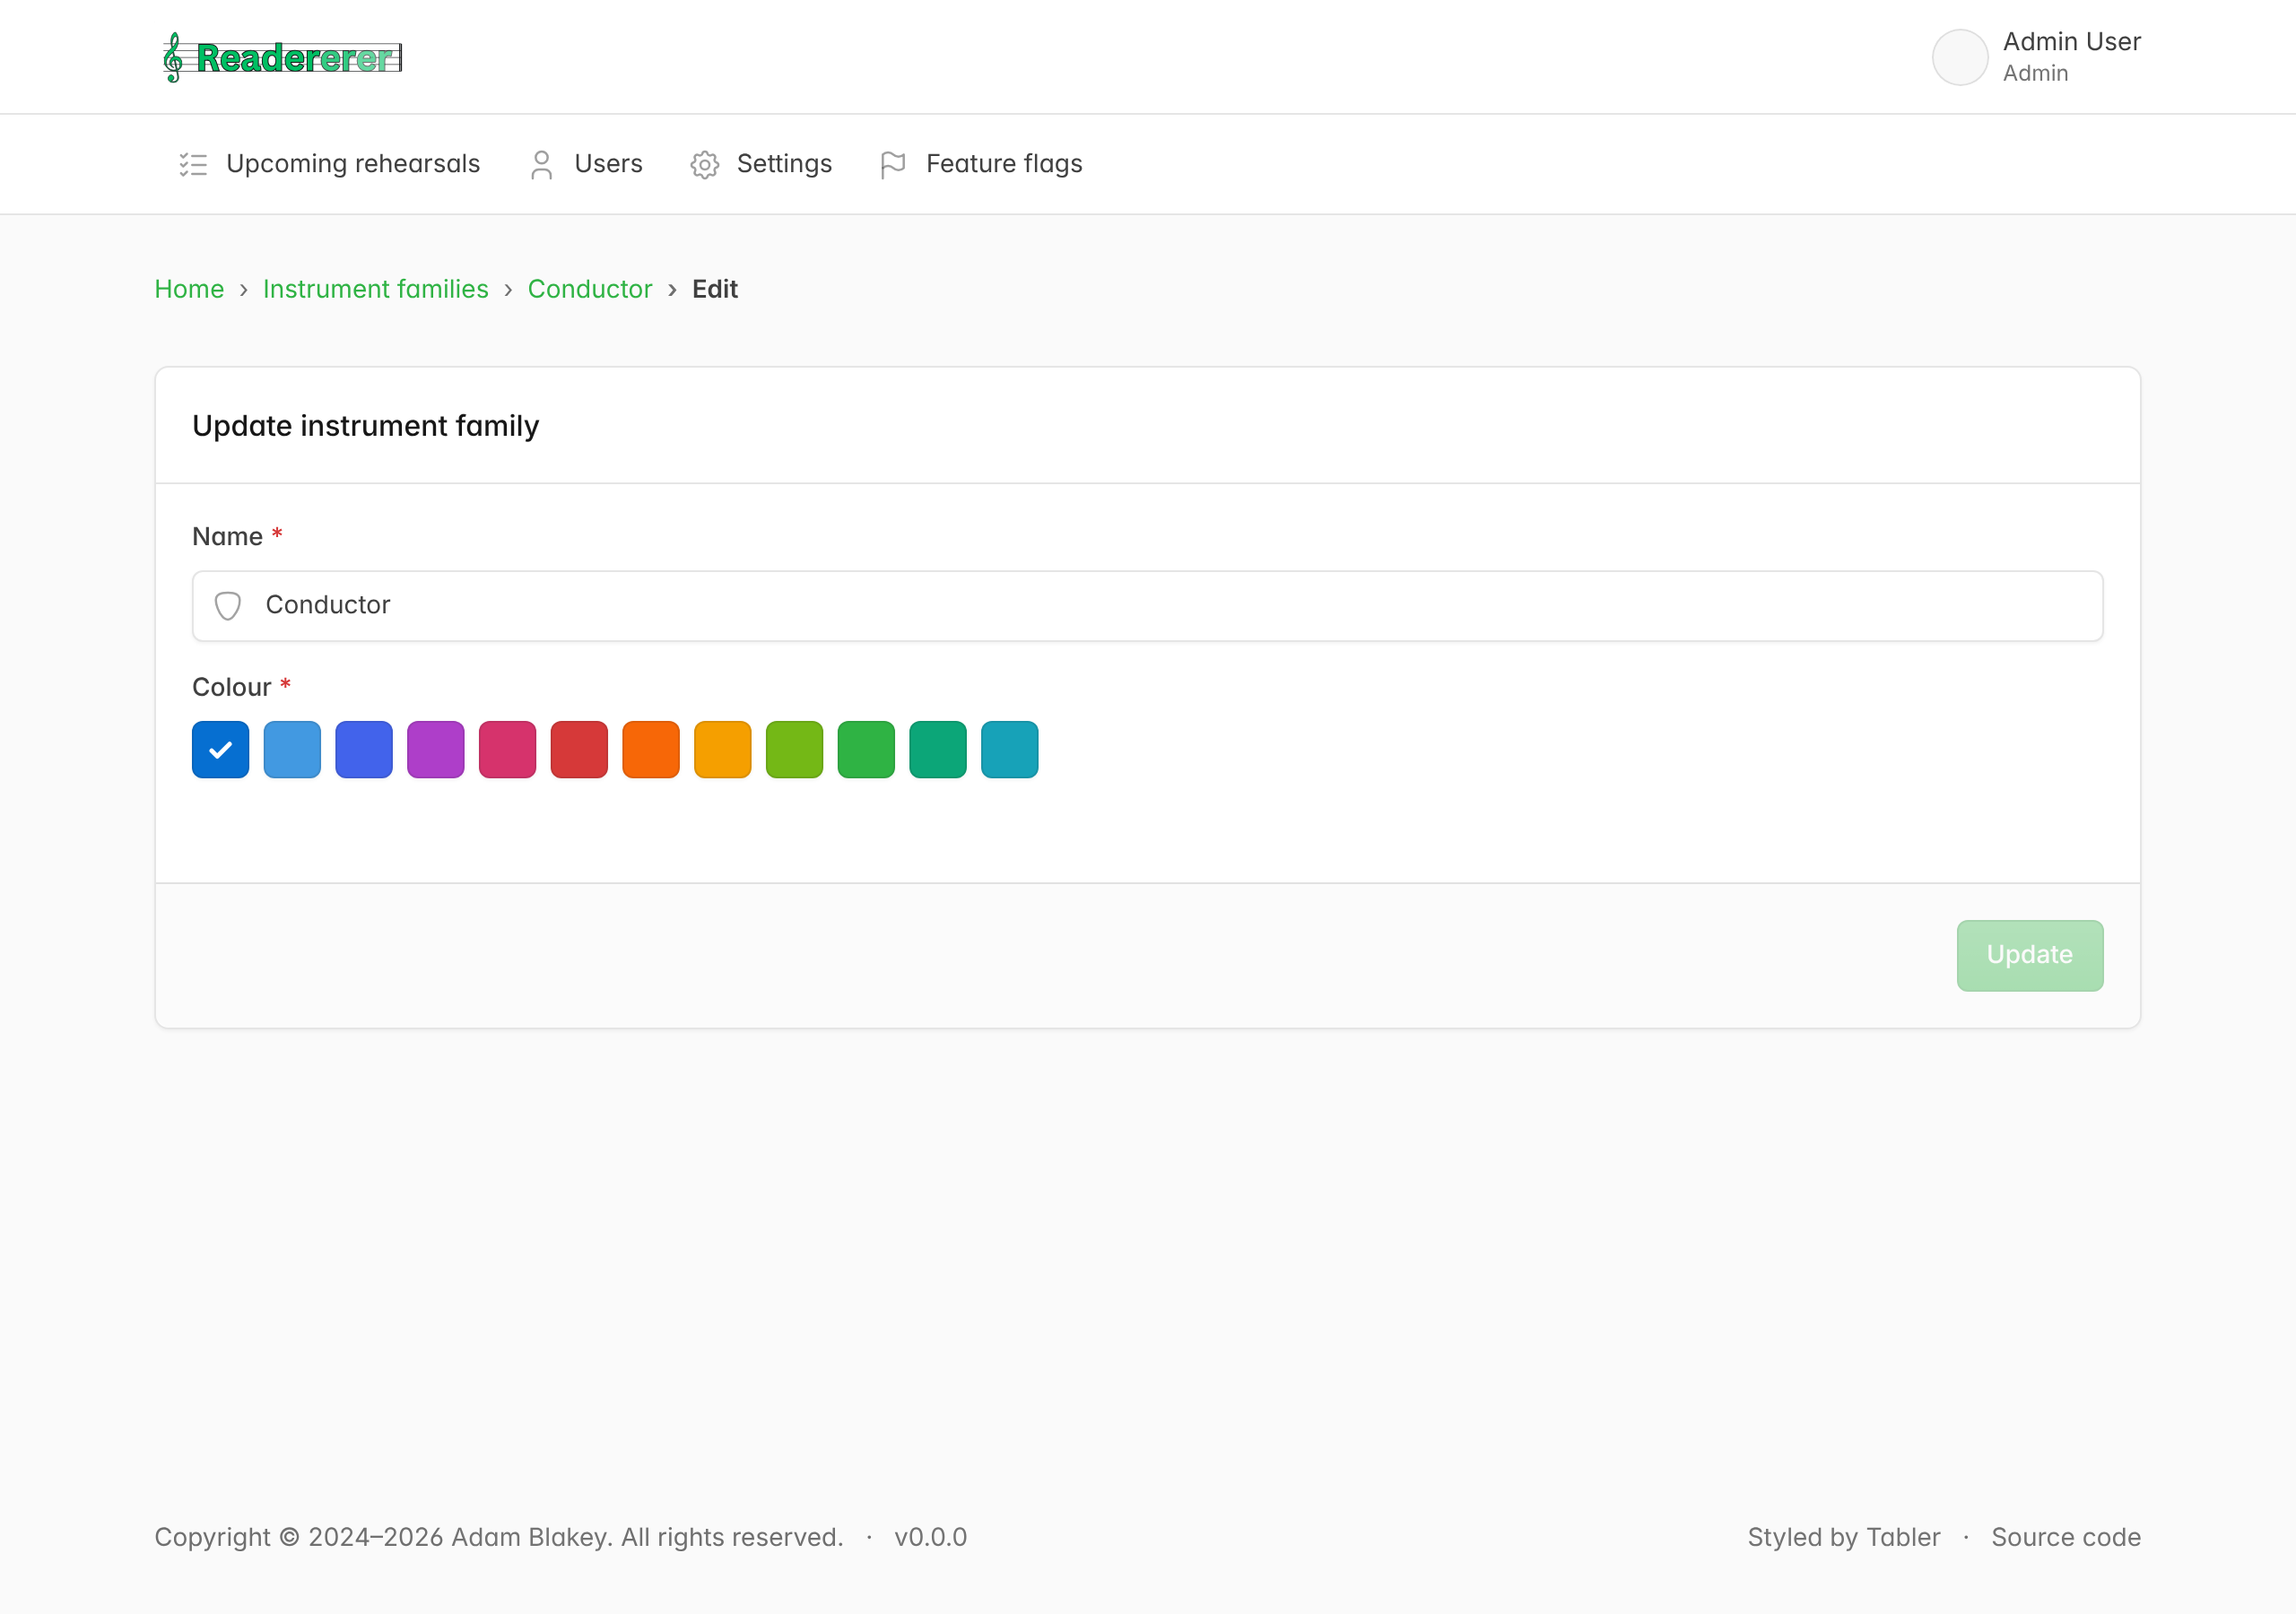 Readererer
Admin User
Admin
Upcoming rehearsals
Users
Settings
Feature flags
Home › Instrument families › Conductor › Edit
Update instrument family
Name *
Conductor
Colour *
Update
Copyright © 2024–2026 Adam Blakey. All rights reserved. · v0.0.0
Styled by Tabler · Source code